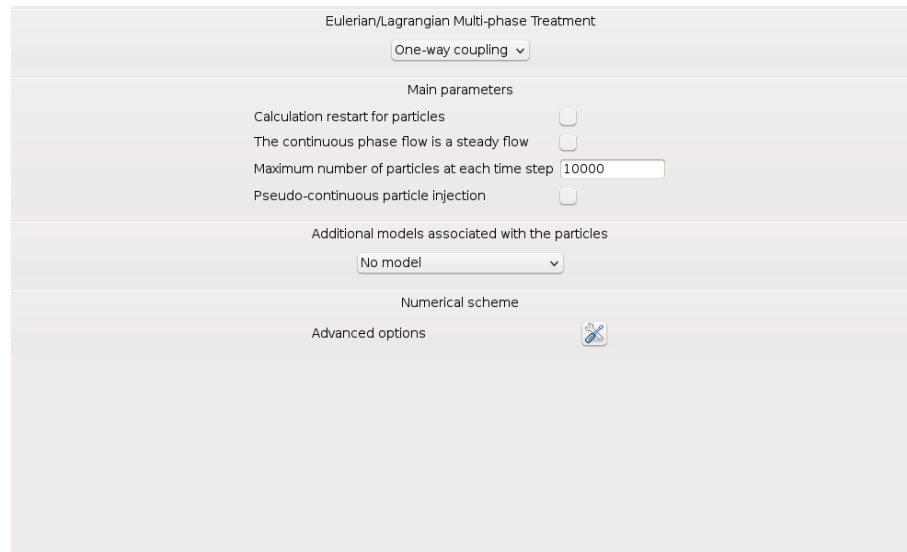 Eulerian/Lagrangian Multi-phase Treatment
One-way coupling
Main parameters
Calculation restart for particles
The continuous phase flow is a steady flow
Maximum number of particles at each time step 10000
Pseudo-continuous particle injection
Additional models associated with the particles
No model
Numerical scheme
Advanced options